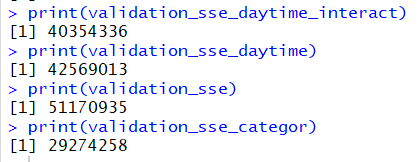 > print(validation_sse_daytime_interact)
[1] 40354336
> print(validation_sse_daytime)
[1] 42569013
> print(validation_sse)
[1] 51170935
> print(validation_sse_categor)
[1] 29274258